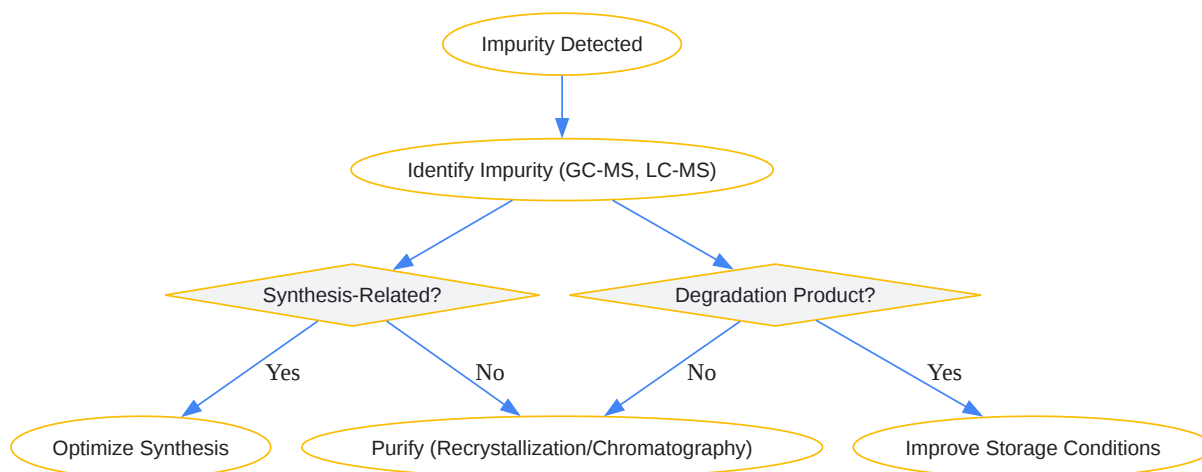 Impurity Detected
Identify Impurity (GC-MS, LC-MS)
Synthesis-Related?
Degradation Product?
Yes
No
No
Yes
Optimize Synthesis
Purify (Recrystallization/Chromatography)
Improve Storage Conditions